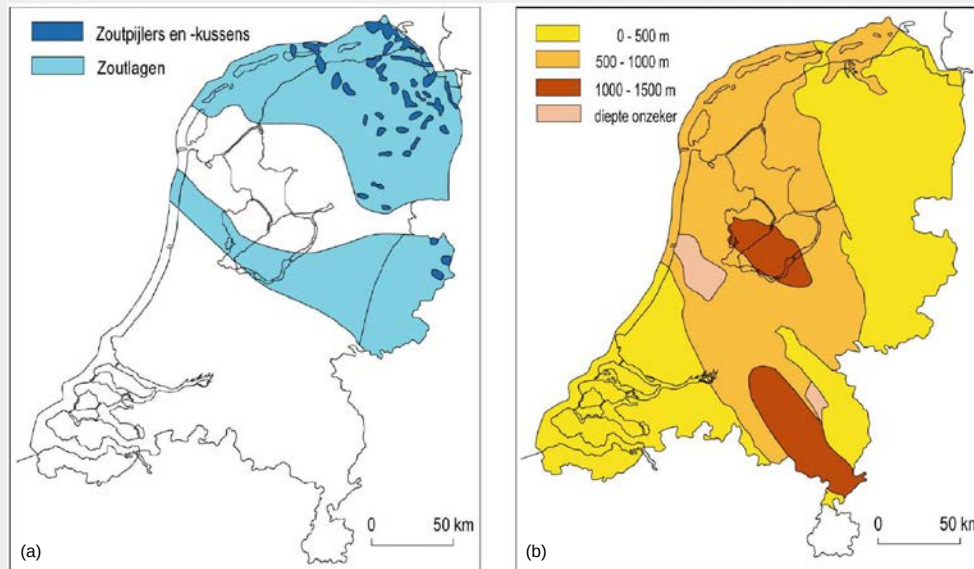 Zoutpijlers en -kussens
Zoutlagen
0 50 km
(a)
0 - 500 m
500 - 1000 m
1000 - 1500 m
diepte onzeker
0 50 km
(b)